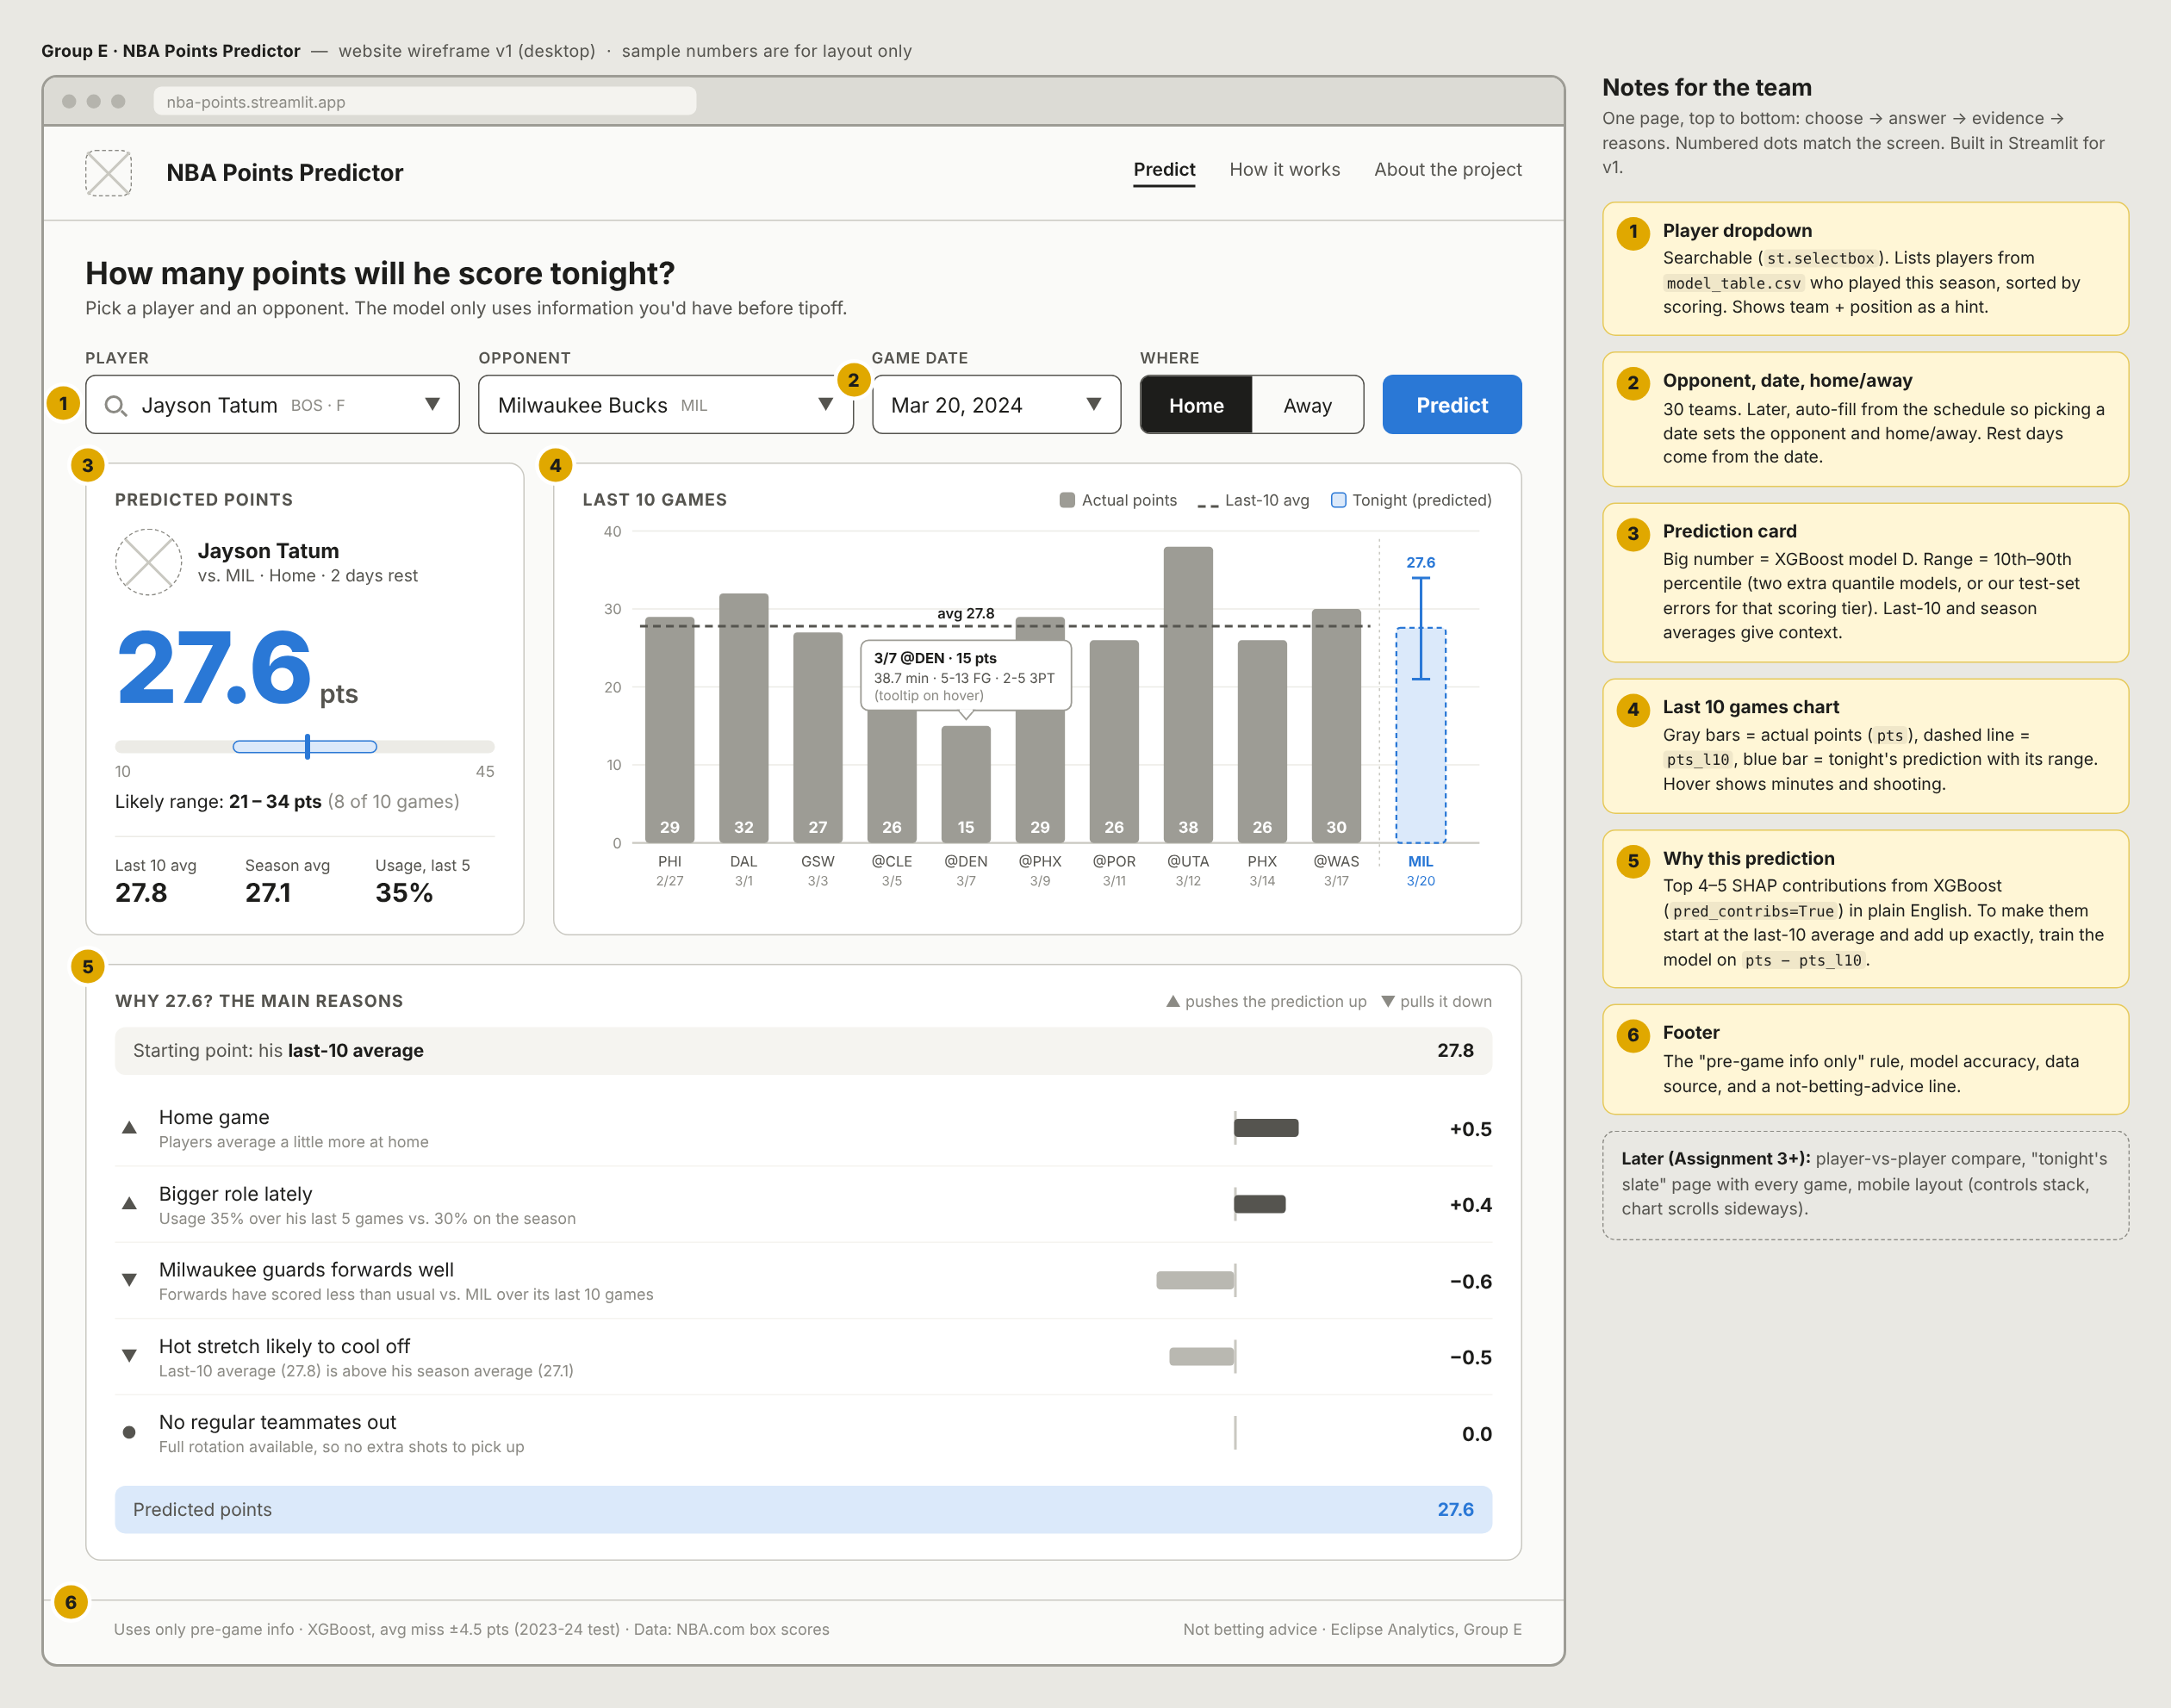 Group E · NBA Points Predictor — website wireframe v1 (desktop) · sample numbers are for layout only
nba-points.streamlit.app
NBA Points Predictor
Predict How it works About the project
How many points will he score tonight?
Pick a player and an opponent. The model only uses information you'd have before tipoff.
PLAYER OPPONENT GAME DATE WHERE
1 Jayson Tatum BOS · F Milwaukee Bucks MIL 2 Mar 20, 2024 Home Away Predict
3
PREDICTED POINTS
Jayson Tatum
vs. MIL · Home · 2 days rest
27.6 pts
10 45
Likely range: 21 – 34 pts (8 of 10 games)
Last 10 avg Season avg Usage, last 5
27.8 27.1 35%
4
LAST 10 GAMES Actual points Last-10 avg Tonight (predicted)
40
30
20
10
0
27.6
avg 27.8
3/7 @DEN · 15 pts
38.7 min · 5-13 FG · 2-5 3PT
(tooltip on hover)
29 32 27 26 15 29 26 38 26 30
PHI DAL GSW @CLE @DEN @PHX @POR @UTA PHX @WAS MIL
2/27 3/1 3/3 3/5 3/7 3/9 3/11 3/12 3/14 3/17 3/20
5
WHY 27.6? THE MAIN REASONS ▲ pushes the prediction up ▼ pulls it down
Starting point: his last-10 average 27.8
▲ Home game +0.5
Players average a little more at home
▲ Bigger role lately +0.4
Usage 35% over his last 5 games vs. 30% on the season
▼ Milwaukee guards forwards well −0.6
Forwards have scored less than usual vs. MIL over its last 10 games
▼ Hot stretch likely to cool off −0.5
Last-10 average (27.8) is above his season average (27.1)
● No regular teammates out 0.0
Full rotation available, so no extra shots to pick up
Predicted points 27.6
6
Uses only pre-game info · XGBoost, avg miss ±4.5 pts (2023-24 test) · Data: NBA.com box scores Not betting advice · Eclipse Analytics, Group E
Notes for the team
One page, top to bottom: choose → answer → evidence →
reasons. Numbered dots match the screen. Built in Streamlit for
v1.
1 Player dropdown
Searchable (st.selectbox). Lists players from
model_table.csv who played this season, sorted by
scoring. Shows team + position as a hint.
2 Opponent, date, home/away
30 teams. Later, auto-fill from the schedule so picking a
date sets the opponent and home/away. Rest days
come from the date.
3 Prediction card
Big number = XGBoost model D. Range = 10th–90th
percentile (two extra quantile models, or our test-set
errors for that scoring tier). Last-10 and season
averages give context.
4 Last 10 games chart
Gray bars = actual points (pts), dashed line =
pts_l10, blue bar = tonight's prediction with its range.
Hover shows minutes and shooting.
5 Why this prediction
Top 4–5 SHAP contributions from XGBoost
(pred_contribs=True) in plain English. To make them
start at the last-10 average and add up exactly, train the
model on pts − pts_l10.
6 Footer
The "pre-game info only" rule, model accuracy, data
source, and a not-betting-advice line.
Later (Assignment 3+): player-vs-player compare, "tonight's
slate" page with every game, mobile layout (controls stack,
chart scrolls sideways).